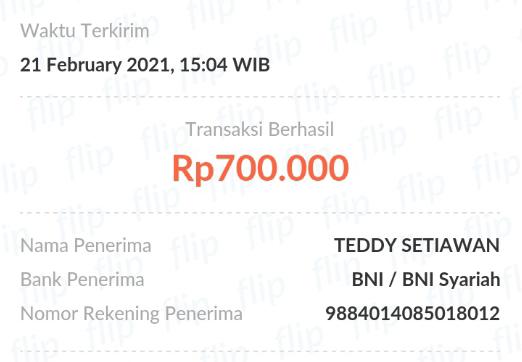 Waktu Terkirim
21 February 2021, 15:04 WIB
Transaksi Berhasil
Rp700.000
Nama Penerima TEDDY SETIAWAN
Bank Penerima BNI / BNI Syariah
Nomor Rekening Penerima 9884014085018012